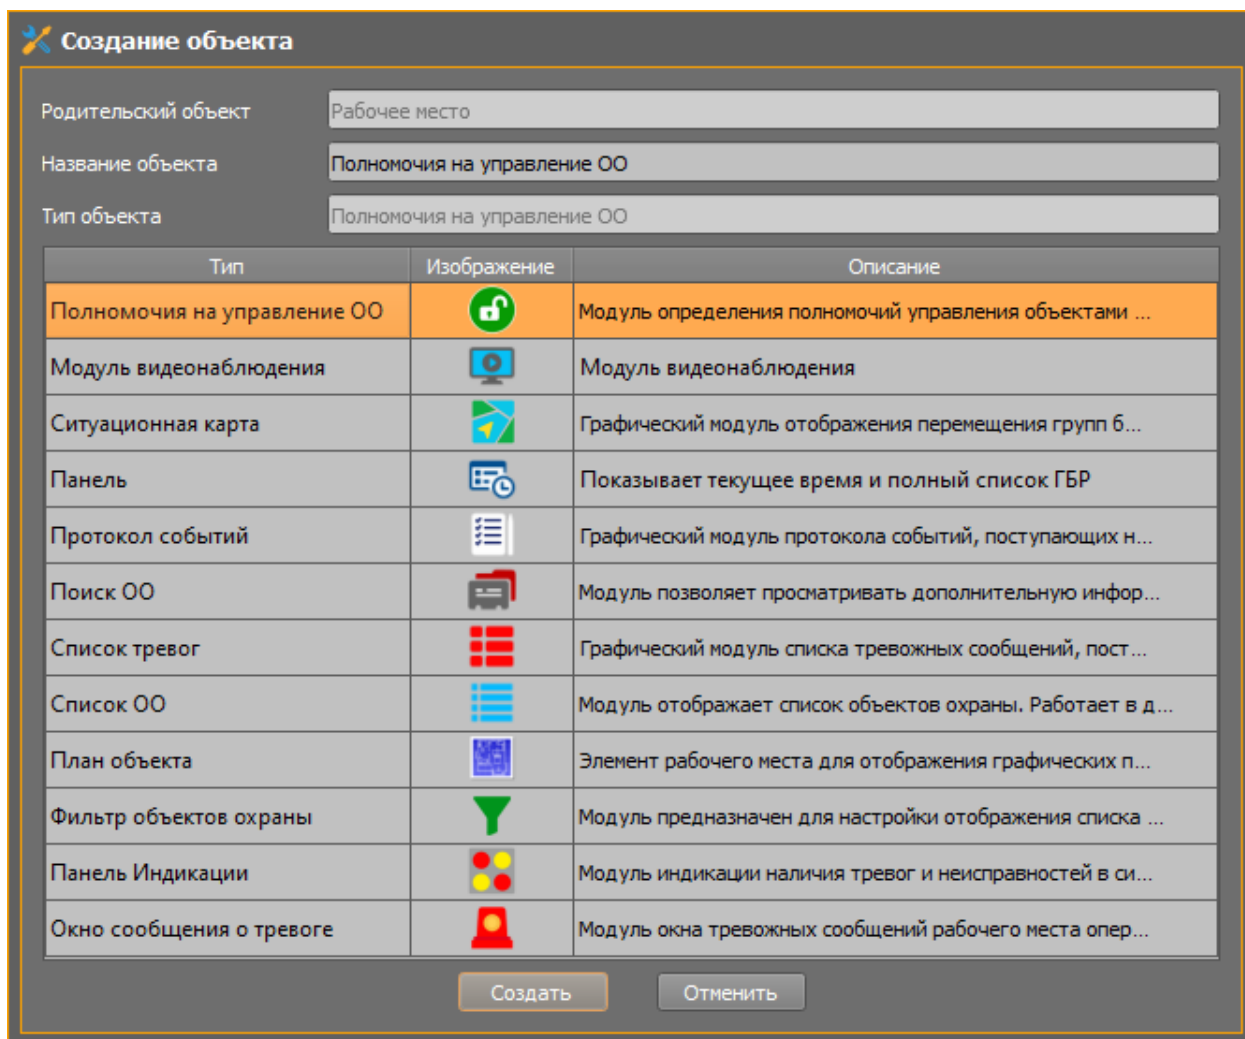 Создание объекта
Родительский объект Рабочее место
Название объекта Полномочия на управление ОО
Тип объекта Полномочия на управление ОО
Тип Изображение Описание
Полномочия на управление ОО Модуль определения полномочий управления объектами ...
Модуль видеонаблюдения Модуль видеонаблюдения
Ситуационная карта Графический модуль отображения перемещения групп б...
Панель Показывает текущее время и полный список ГБР
Протокол событий Графический модуль протокола событий, поступающих н...
Поиск ОО Модуль позволяет просматривать дополнительную инфор...
Список тревог Графический модуль списка тревожных сообщений, пост...
Список ОО Модуль отображает список объектов охраны. Работает в д...
План объекта Элемент рабочего места для отображения графических п...
Фильтр объектов охраны Модуль предназначен для настройки отображения списка ...
Панель Индикации Модуль индикации наличия тревог и неисправностей в си...
Окно сообщения о тревоге Модуль окна тревожных сообщений рабочего места опер...
Создать Отменить